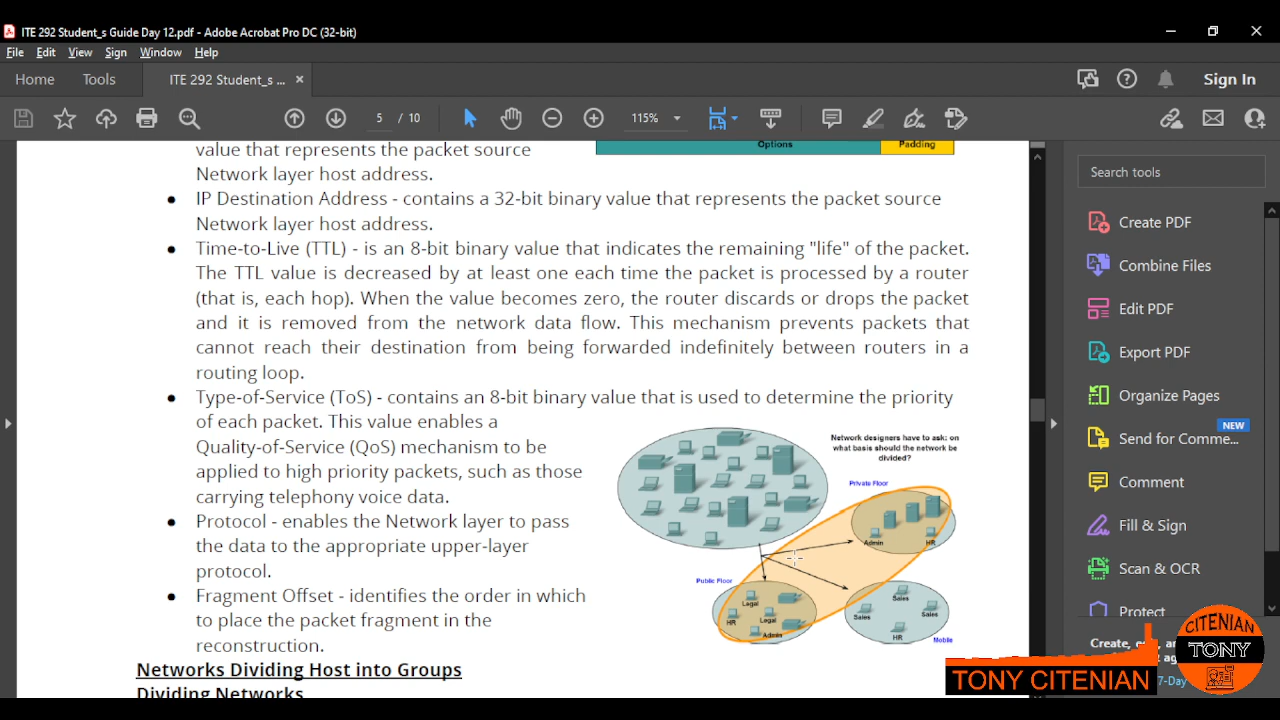 ITE 292 Student_s Guide Day 12.pdf - Adobe Acrobat Pro DC (32-bit)
File Edit View Sign Window Help
Home Tools ITE 292 Student_s ... × Sign In
5 / 10 115%
value that represents the packet source
Network layer host address.
Options Padding
• IP Destination Address - contains a 32-bit binary value that represents the packet source
Network layer host address.
• Time-to-Live (TTL) - is an 8-bit binary value that indicates the remaining "life" of the packet.
The TTL value is decreased by at least one each time the packet is processed by a router
(that is, each hop). When the value becomes zero, the router discards or drops the packet
and it is removed from the network data flow. This mechanism prevents packets that
cannot reach their destination from being forwarded indefinitely between routers in a
routing loop.
• Type-of-Service (ToS) - contains an 8-bit binary value that is used to determine the priority
of each packet. This value enables a
Quality-of-Service (QoS) mechanism to be
applied to high priority packets, such as those
carrying telephony voice data.
• Protocol - enables the Network layer to pass
the data to the appropriate upper-layer
protocol.
• Fragment Offset - identifies the order in which
to place the packet fragment in the
reconstruction.
Networks Dividing Host into Groups
Dividing Networks
Network designers have to ask: on
what basis should the network be
divided?
Private Floor
Admin HR
Public Floor
Legal
HR Legal
Admin
Sales
Sales Sales
HR
Mobile
Search tools
Create PDF
Combine Files
Edit PDF
Export PDF
Organize Pages
NEW
Send for Comme...
Comment
Fill & Sign
Scan & OCR
Protect
Create,
7-Day
TONY CITENIAN
CITENIAN
TONY